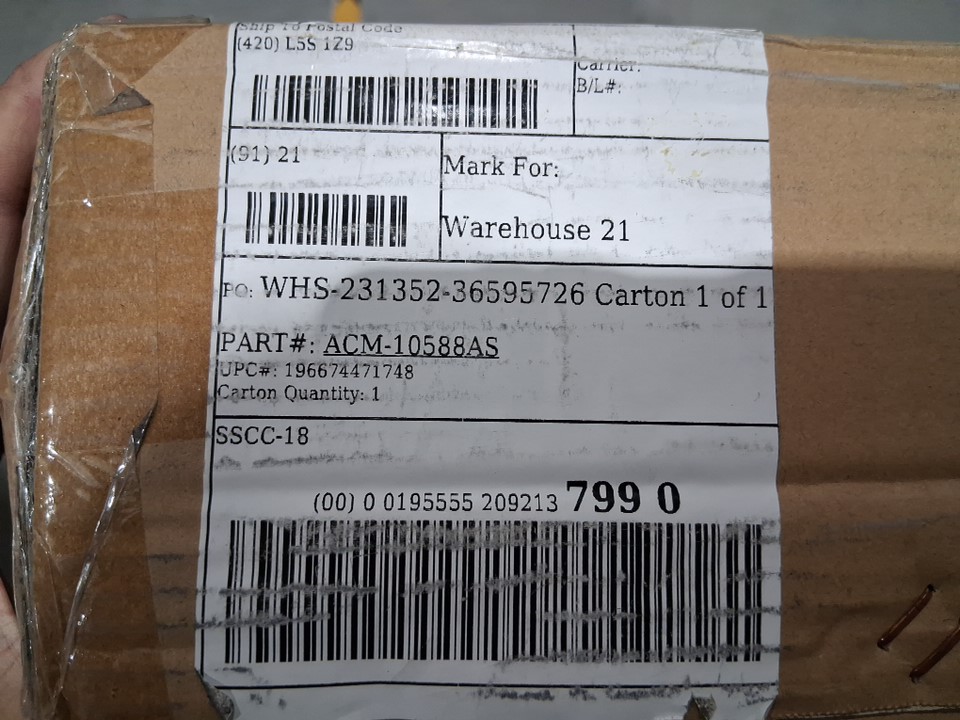 Ship To Postal Code
(420) L5S 1Z9
Carrier:
B/L#:
(91) 21
Mark For:
Warehouse 21
PO: WHS-231352-36595726 Carton 1 of 1
PART#: ACM-10588AS
UPC#: 196674471748
Carton Quantity: 1
SSCC-18
(00) 0 0195555 209213 799 0